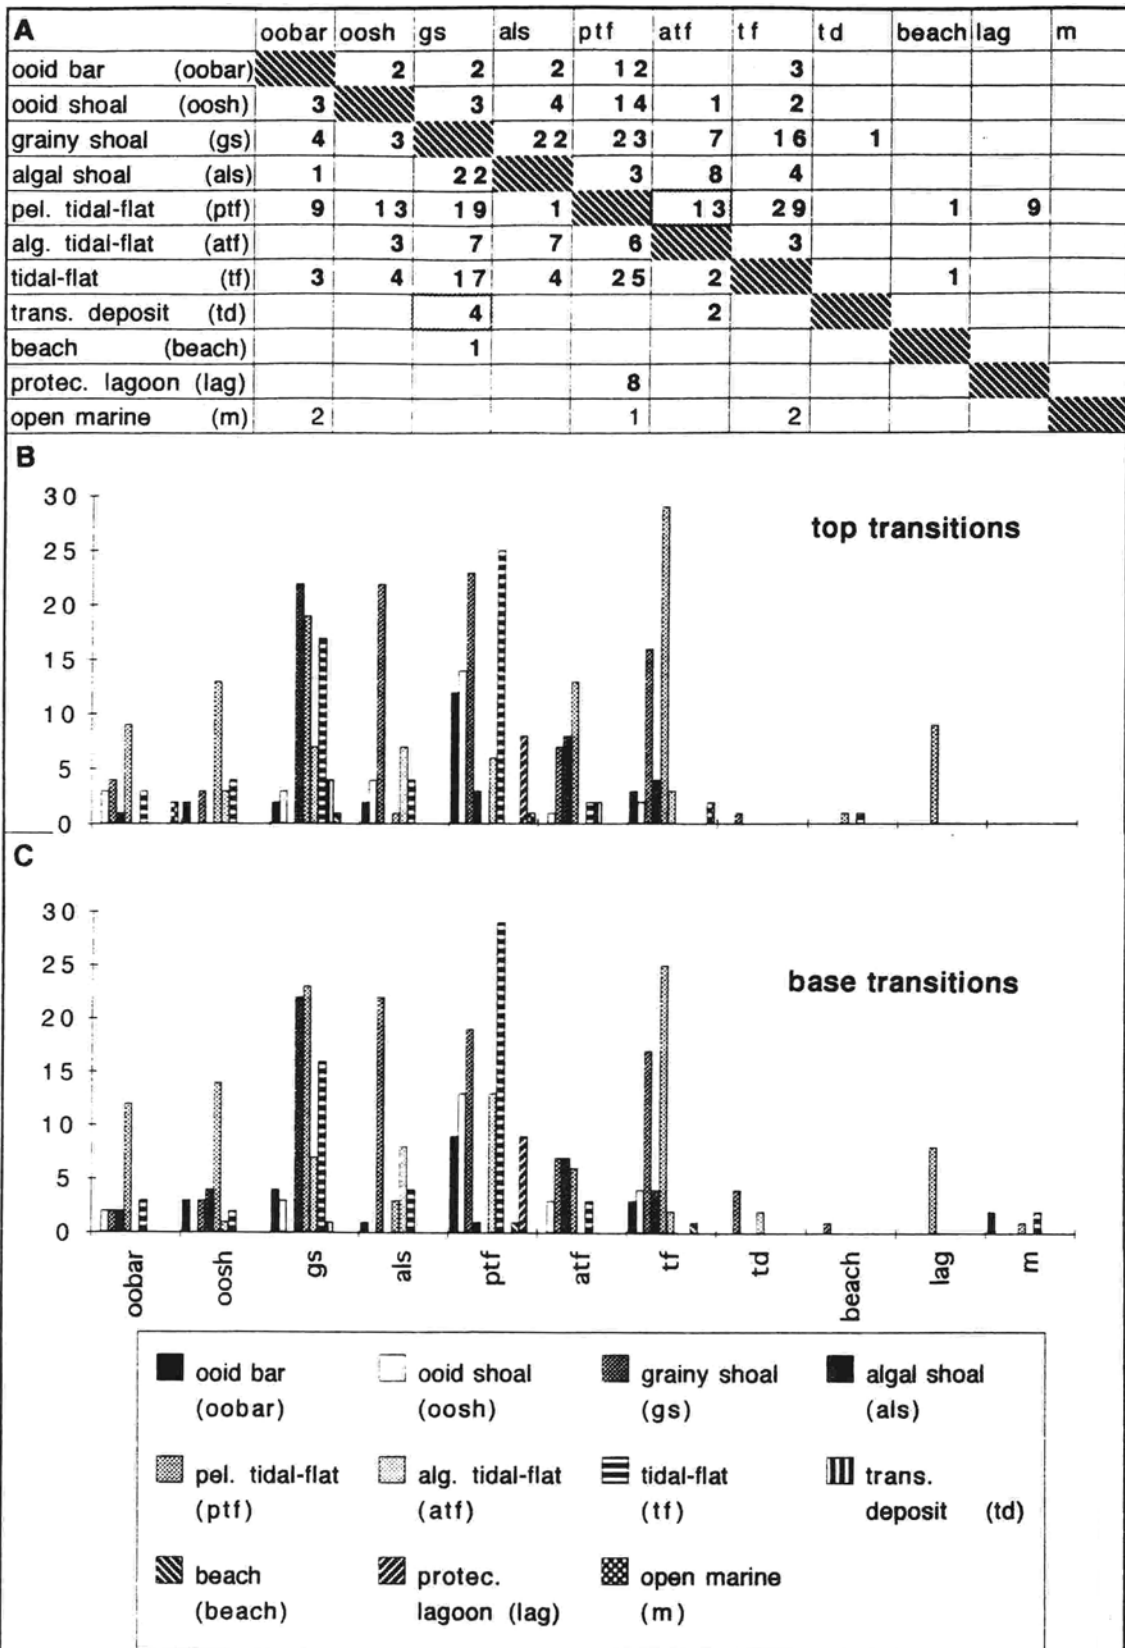 A oobar oosh gs als ptf atf tf td beach lag m
ooid bar (oobar) 2 2 2 12 3
ooid shoal (oosh) 3 3 4 14 1 2
grainy shoal (gs) 4 3 22 23 7 16 1
algal shoal (als) 1 22 3 8 4
pel. tidal-flat (ptf) 9 13 19 1 13 29 1 9
alg. tidal-flat (atf) 3 7 7 6 3
tidal-flat (tf) 3 4 17 4 25 2 1
trans. deposit (td) 4 2
beach (beach) 1
protec. lagoon (lag) 8
open marine (m) 2 1 2
B
30
top transitions
25
20
15
10
5
0
C
30
25
base transitions
20
15
10
5
0
oobar oosh gs als ptf atf tf td beach lag m
ooid bar ooid shoal grainy shoal algal shoal
(oobar) (oosh) (gs) (als)
pel. tidal-flat alg. tidal-flat tidal-flat trans.
(ptf) (atf) (tf) deposit (td)
beach protec. open marine
(beach) lagoon (lag) (m)